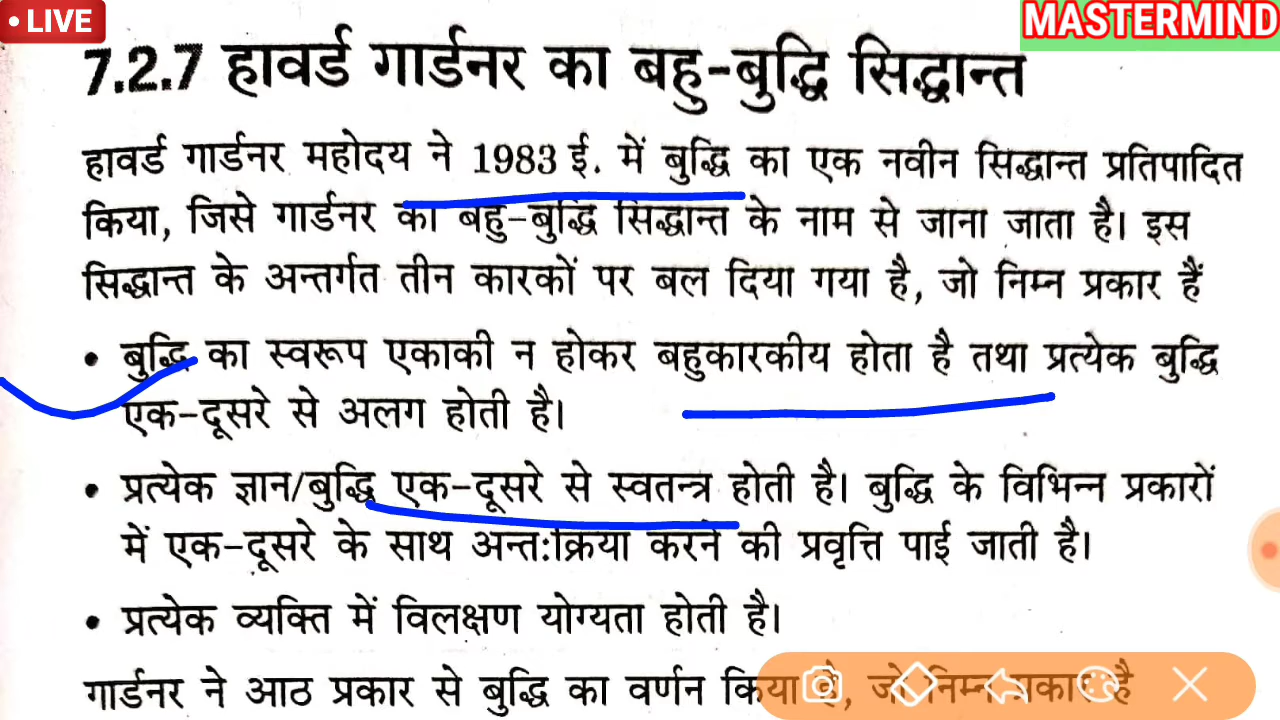 LIVE
MASTERMIND
7.2.7 हावर्ड गार्डनर का बहु-बुद्धि सिद्धान्त
हावर्ड गार्डनर महोदय ने 1983 ई. में बुद्धि का एक नवीन सिद्धान्त प्रतिपादित
किया, जिसे गार्डनर का बहु-बुद्धि सिद्धान्त के नाम से जाना जाता है। इस
सिद्धान्त के अन्तर्गत तीन कारकों पर बल दिया गया है, जो निम्न प्रकार हैं
• बुद्धि का स्वरूप एकाकी न होकर बहुकारकीय होता है तथा प्रत्येक बुद्धि
एक-दूसरे से अलग होती है।
• प्रत्येक ज्ञान/बुद्धि एक-दूसरे से स्वतन्त्र होती है। बुद्धि के विभिन्न प्रकारों
में एक-दूसरे के साथ अन्त:क्रिया करने की प्रवृत्ति पाई जाती है।
• प्रत्येक व्यक्ति में विलक्षण योग्यता होती है।
गार्डनर ने आठ प्रकार से बुद्धि का वर्णन किया है, जो निम्न प्रकार है